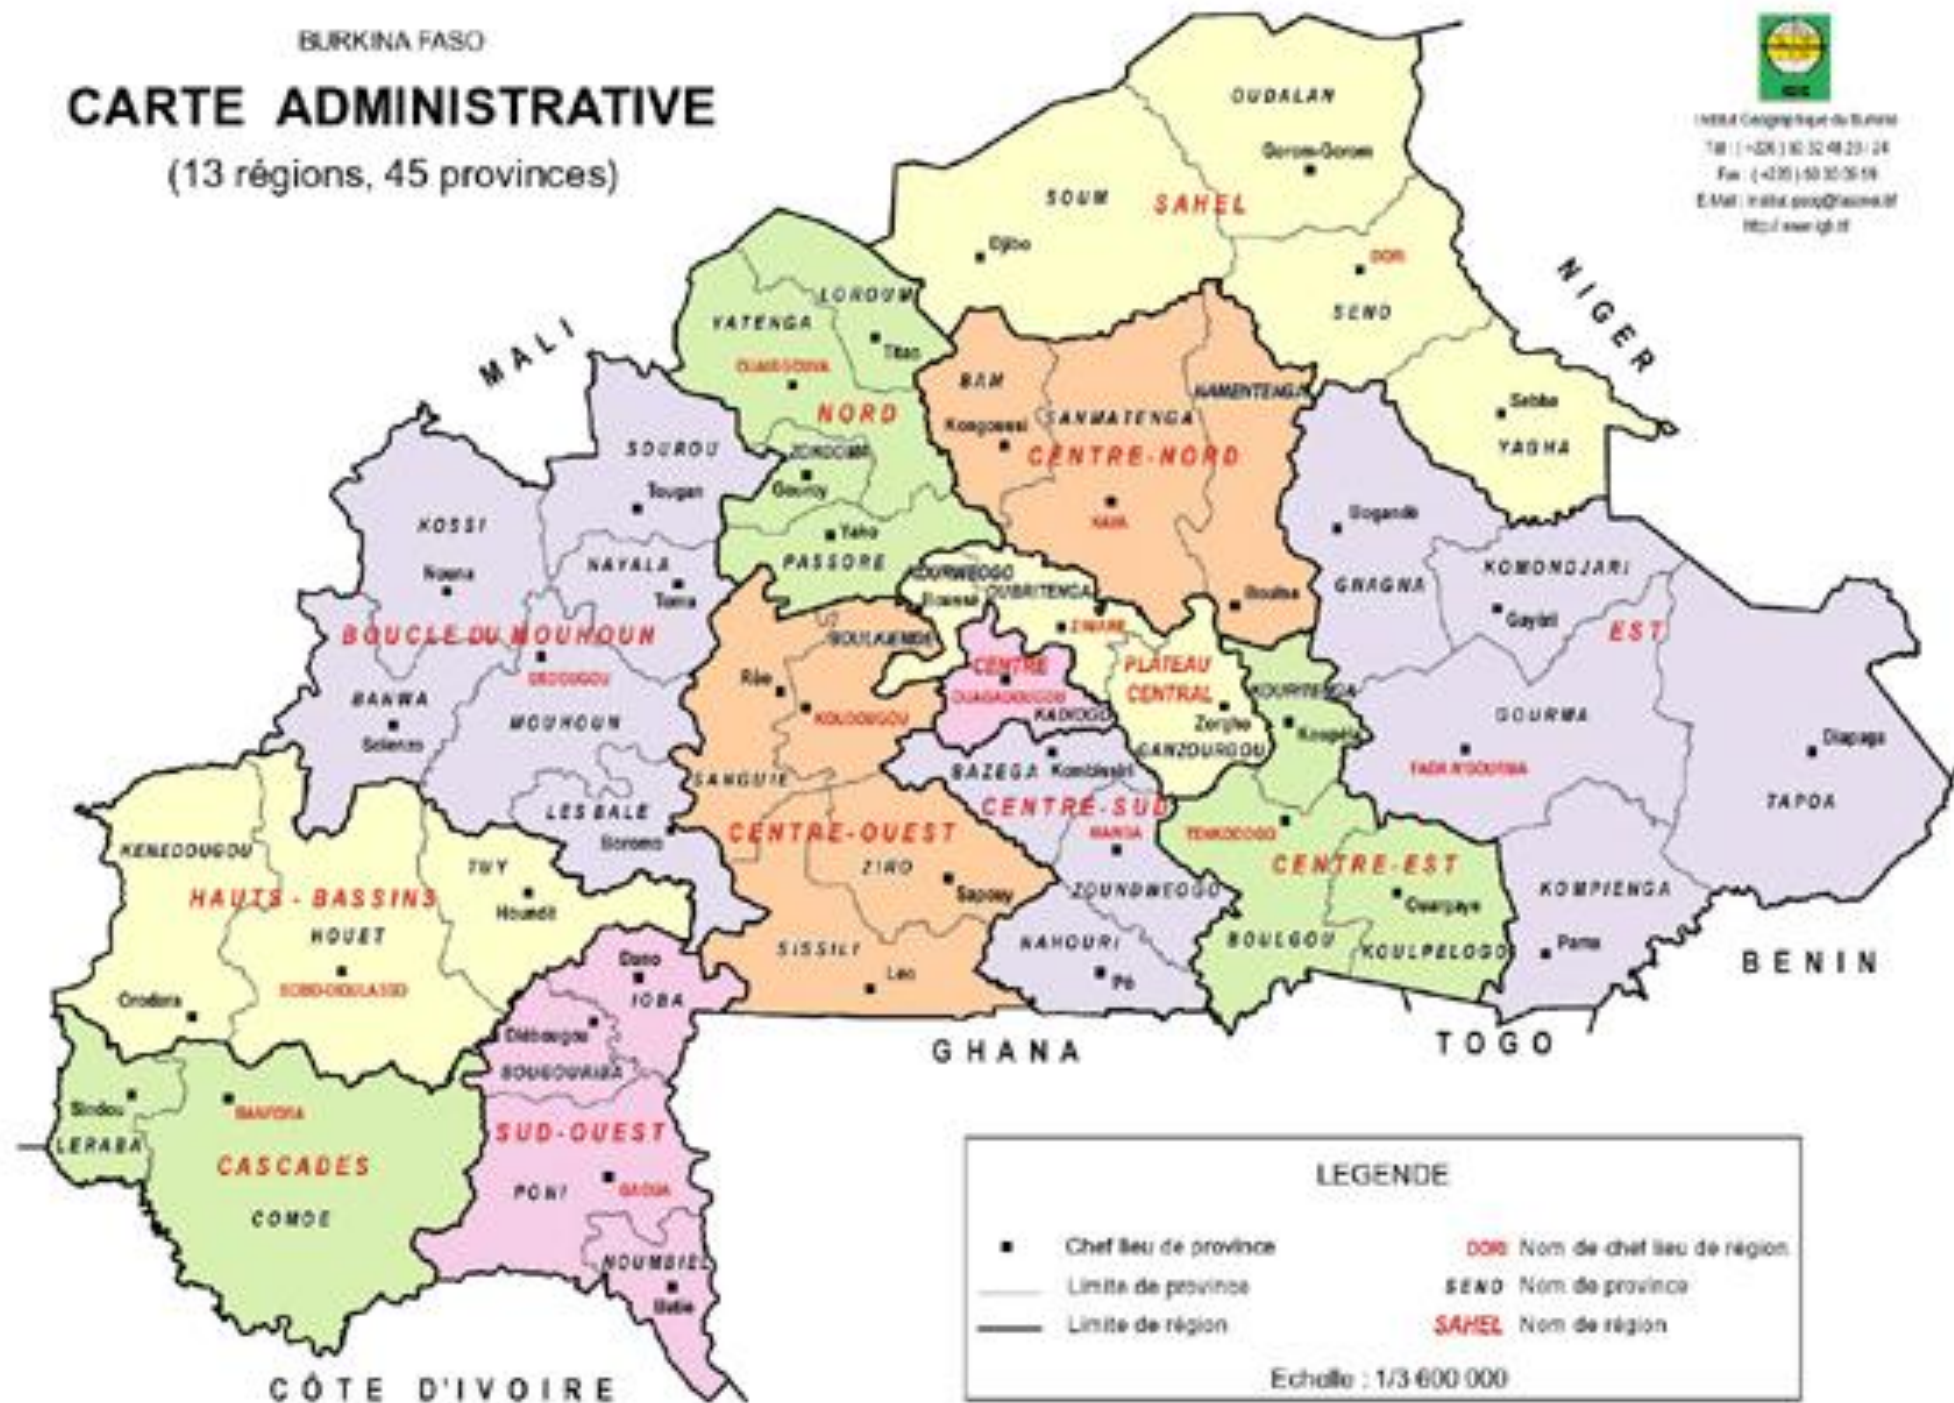 BURKINA FASO
CARTE ADMINISTRATIVE
(13 régions, 45 provinces)
MALI
NIGER
BENIN
TOGO
GHANA
CÔTE D'IVOIRE
OUDALAN
Gorom-Gorom
SOUM
SAHEL
Djibo
DORI
SENO
Sebba
YAGHA
LOROUM
YATENGA
Titao
NORD
Gourcy
Yako
PASSORE
BAM
NAMENTENGA
SANMATENGA
Kongoussi
CENTRE-NORD
KAYA
Boulsa
SOUROU
Tougan
KOSSI
Nouna
NAYALA
Toma
BOUCLE DU MOUHOUN
DEDOUGOU
BANWA
Solenzo
MOUHOUN
LES BALE
Boromo
KOURWEOGO
OUBRITENGA
ZINIARE
BOULKIEMDE
CENTRE
OUAGADOUGOU
KADIOGO
PLATEAU
CENTRAL
Zorgho
GANZOURGOU
Réo
KOUDOUGOU
SANGUIE
CENTRE-OUEST
ZIRO
Sapouy
SISSILI
Leo
BAZEGA
Kombissiri
CENTRE-SUD
MANGA
ZOUNDWEOGO
NAHOURI
Pô
KOURITENGA
Koupéla
TENKODOGO
CENTRE-EST
Ouargaye
BOULGOU
KOULPELOGO
Bogandé
GNAGNA
KOMONDJARI
Gayéri
EST
GOURMA
FADA N'GOURMA
Diapaga
TAPOA
KOMPIENGA
Pama
KENEDOUGOU
HAUTS - BASSINS
TUY
Houndé
HOUET
BOBO-DIOULASSO
Orodara
Sindou
LERABA
BANFORA
CASCADES
COMOE
Dano
IOBA
Diébougou
BOUGOURIBA
SUD-OUEST
PONI
GAOUA
NOUMBIEL
Batie
LEGENDE
Chef lieu de province
Limite de province
Limite de région
DORI Nom de chef lieu de région
SENO Nom de province
SAHEL Nom de région
Echelle : 1/3 600 000